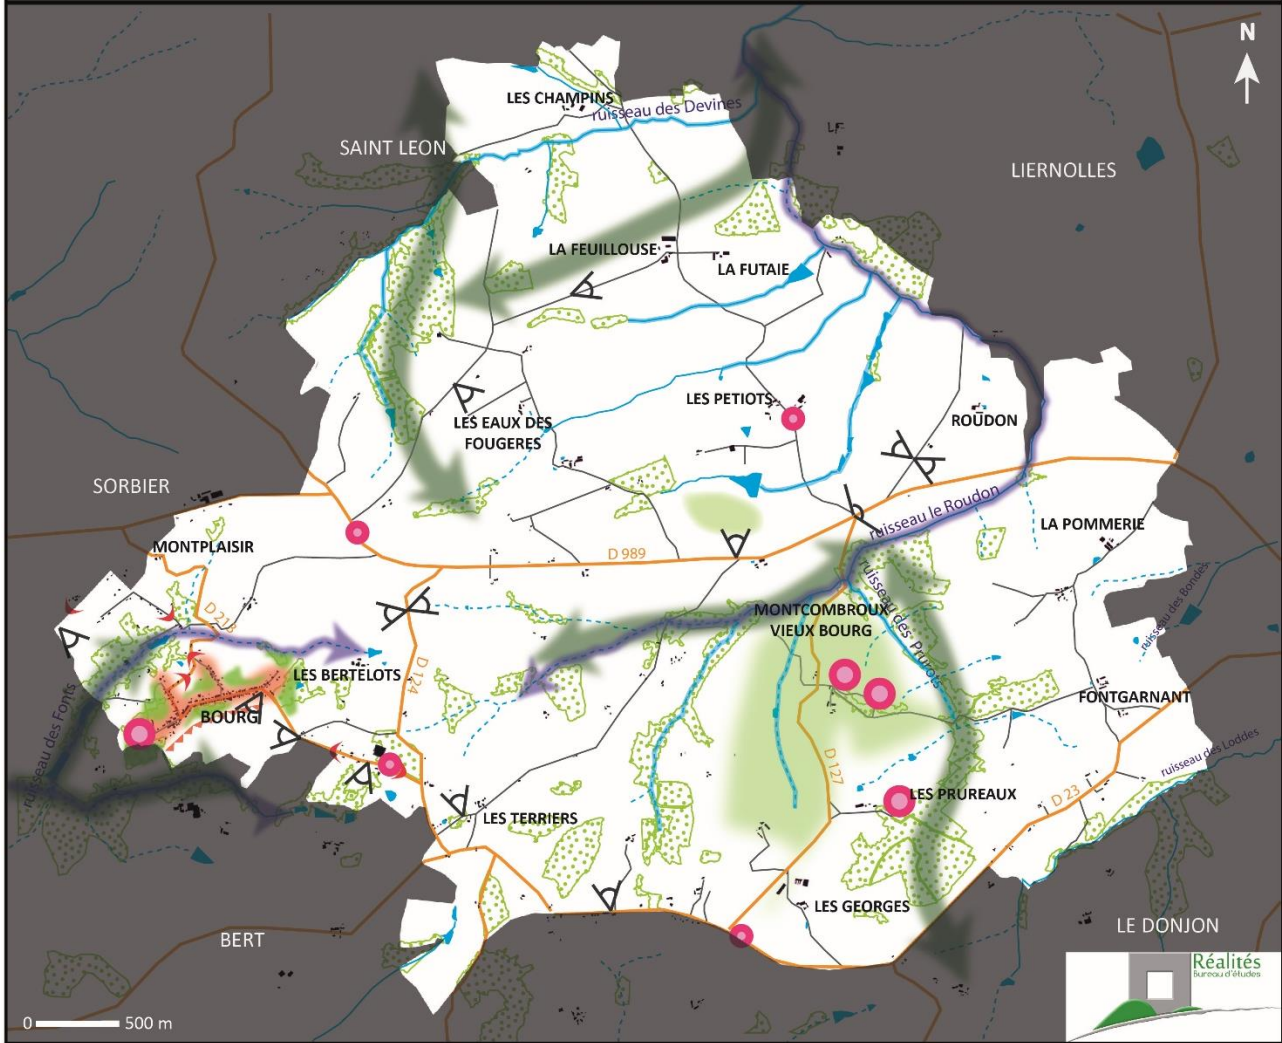 N
LES CHAMPINS
ruisseau des Devines
SAINT LEON
LIERNOLLES
LA FEUILLOUSE
LA FUTAIE
LES PETIOTS
ROUDON
LES EAUX DES
FOUGERES
SORBIER
ruisseau le Roudon
LA POMMERIE
MONTPLAISIR
D 989
ruisseau des Bondes
MONTCOMBROUX
VIEUX BOURG
ruisseau des Pruniots
D 213
D 124
LES BERTELOTS
FONTGARNANT
BOURG
ruisseau des Fonts
ruisseau des Loddes
D 127
LES PRUREAUX
D 23
LES TERRIERS
LES GEORGES
BERT
LE DONJON
Réalités
Bureau d'études
0 500 m